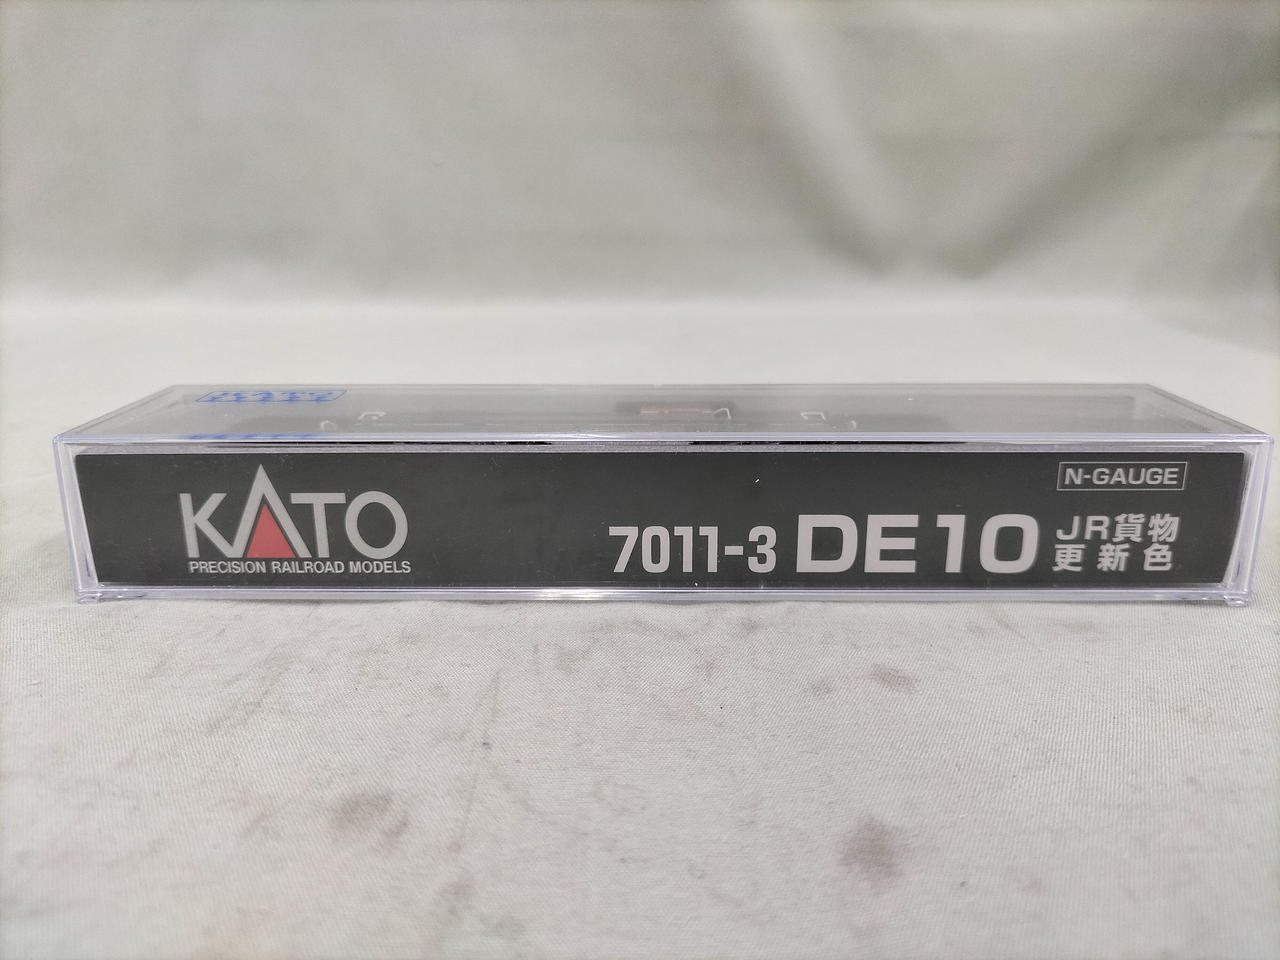 KATO
PRECISION RAILROAD MODELS
N-GAUGE
7011-3 DE10 JR貨物
更新色